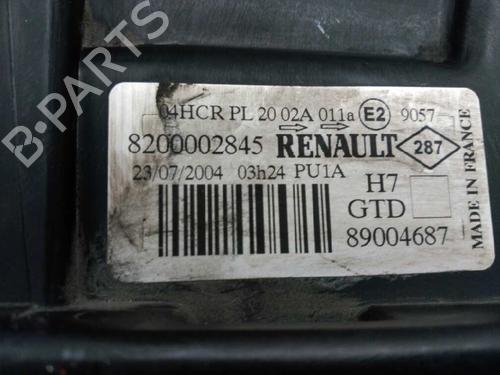 04HCR PL 20 02A 011a E2 9057
8200002845 RENAULT 287
23/07/2004 03h24 PU1A
H7
GTD
89004687
MADE IN FRANCE
B-PARTS